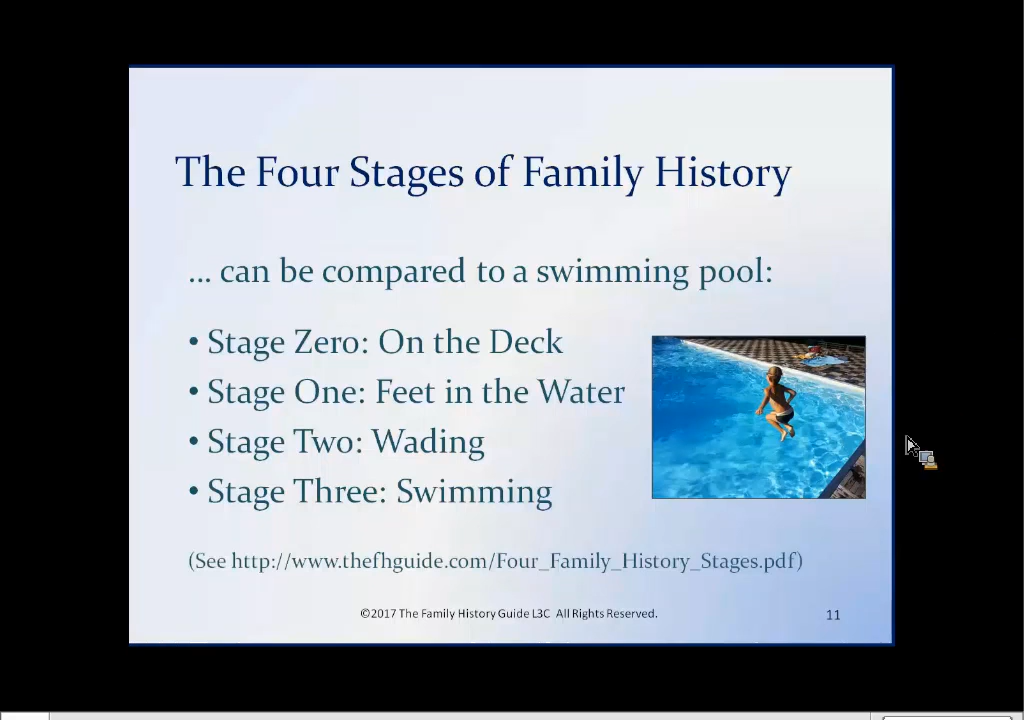 The Four Stages of Family History
... can be compared to a swimming pool:
• Stage Zero: On the Deck
• Stage One: Feet in the Water
• Stage Two: Wading
• Stage Three: Swimming
(See http://www.thefhguide.com/Four_Family_History_Stages.pdf)
©2017 The Family History Guide L3C All Rights Reserved.
11